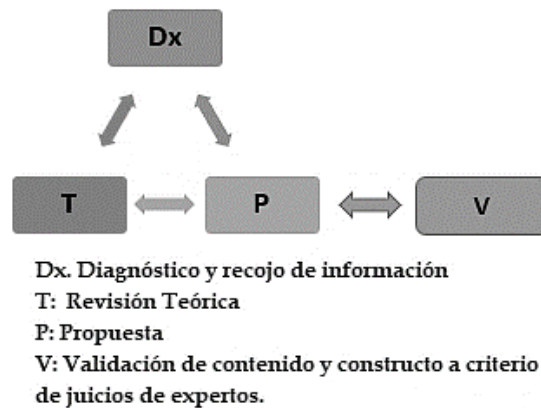 Dx
T
P
V
Dx. Diagnóstico y recojo de información
T: Revisión Teórica
P: Propuesta
V: Validación de contenido y constructo a criterio
de juicios de expertos.